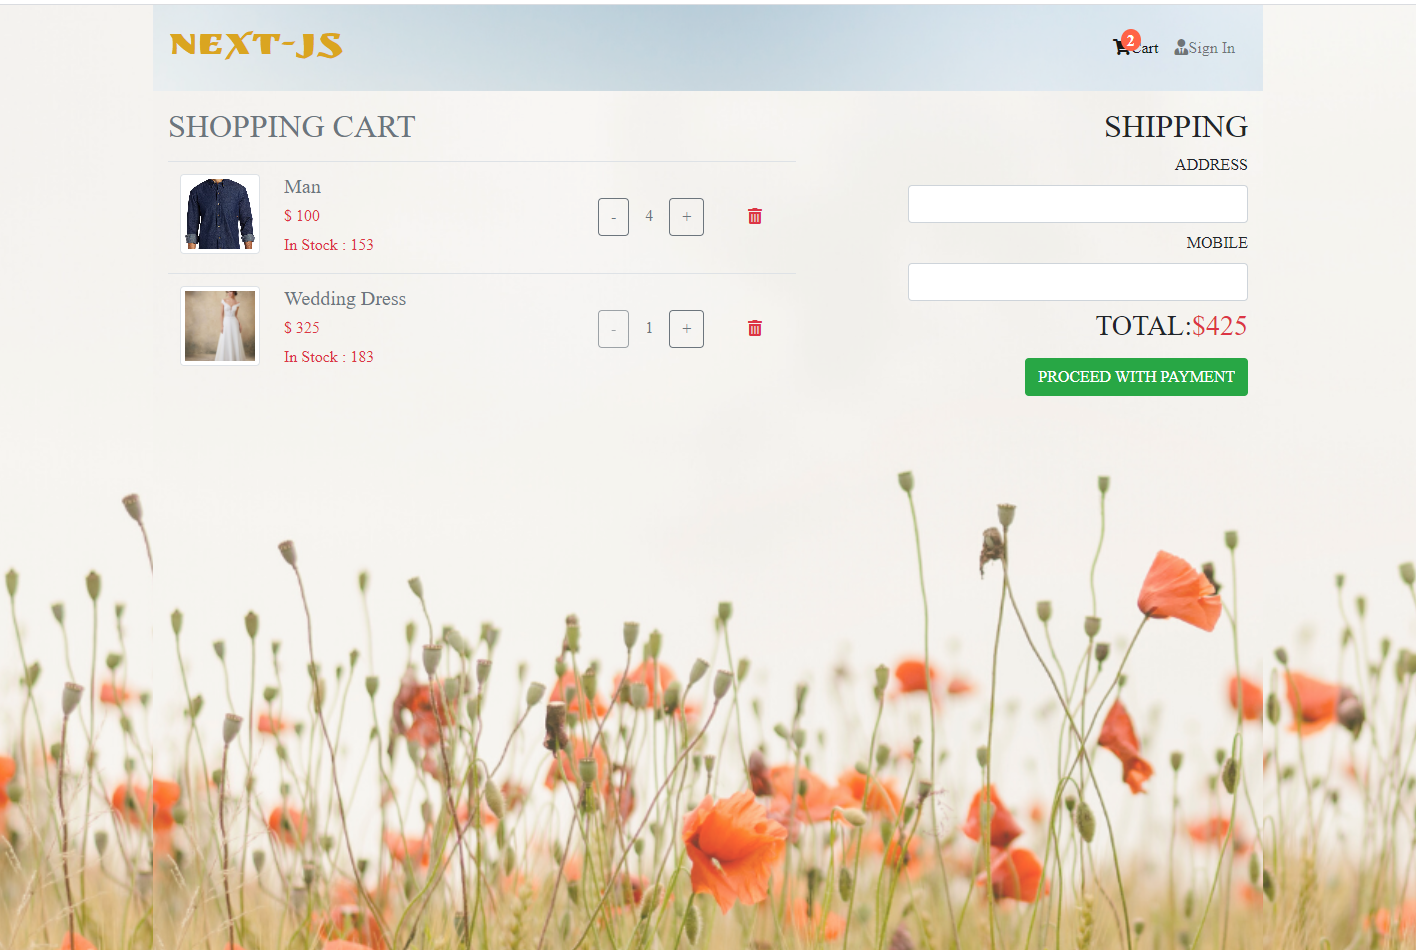 NEXT-JS
2
Cart
Sign In
SHOPPING CART
Man
$ 100
In Stock : 153
- 4 +
Wedding Dress
$ 325
In Stock : 183
- 1 +
SHIPPING
ADDRESS
MOBILE
TOTAL:$425
PROCEED WITH PAYMENT